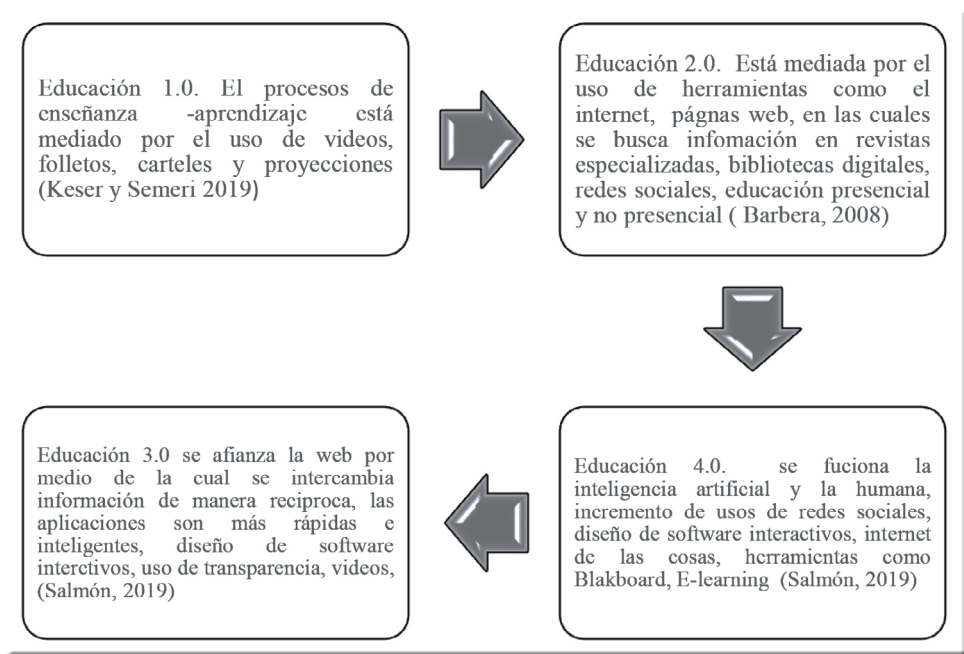 Educación 1.0. El procesos de
enseñanza -aprendizaje está
mediado por el uso de videos,
folletos, carteles y proyecciones
(Keser y Semeri 2019)
Educación 2.0. Está mediada por el
uso de herramientas como el
internet, págnas web, en las cuales
se busca infomación en revistas
especializadas, bibliotecas digitales,
redes sociales, educación presencial
y no presencial ( Barbera, 2008)
Educación 3.0 se afianza la web por
medio de la cual se intercambia
información de manera reciproca, las
aplicaciones son más rápidas e
inteligentes, diseño de software
interctivos, uso de transparencia, videos,
(Salmón, 2019)
Educación 4.0. se fuciona la
inteligencia artificial y la humana,
incremento de usos de redes sociales,
diseño de software interactivos, internet
de las cosas, herramientas como
Blakboard, E-learning (Salmón, 2019)